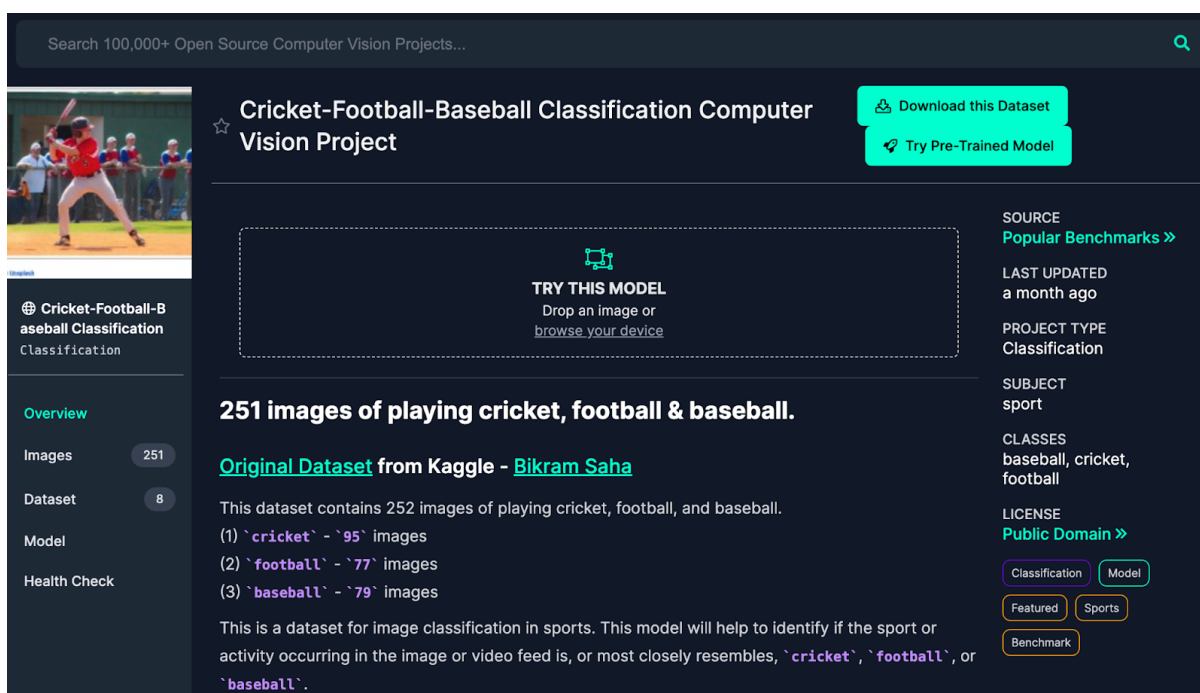 Search 100,000+ Open Source Computer Vision Projects...
Cricket-Football-Baseball Classification Computer
Vision Project
Download this Dataset
Try Pre-Trained Model
Unsplash
Cricket-Football-B
aseball Classification
Classification
Overview
Images 251
Dataset 8
Model
Health Check
TRY THIS MODEL
Drop an image or
browse your device
251 images of playing cricket, football & baseball.
Original Dataset from Kaggle - Bikram Saha
This dataset contains 252 images of playing cricket, football, and baseball.
(1) `cricket` - `95` images
(2) `football` - `77` images
(3) `baseball` - `79` images
This is a dataset for image classification in sports. This model will help to identify if the sport or
activity occurring in the image or video feed is, or most closely resembles, `cricket`, `football`, or
`baseball`.
SOURCE
Popular Benchmarks »
LAST UPDATED
a month ago
PROJECT TYPE
Classification
SUBJECT
sport
CLASSES
baseball, cricket,
football
LICENSE
Public Domain »
Classification Model
Featured Sports
Benchmark